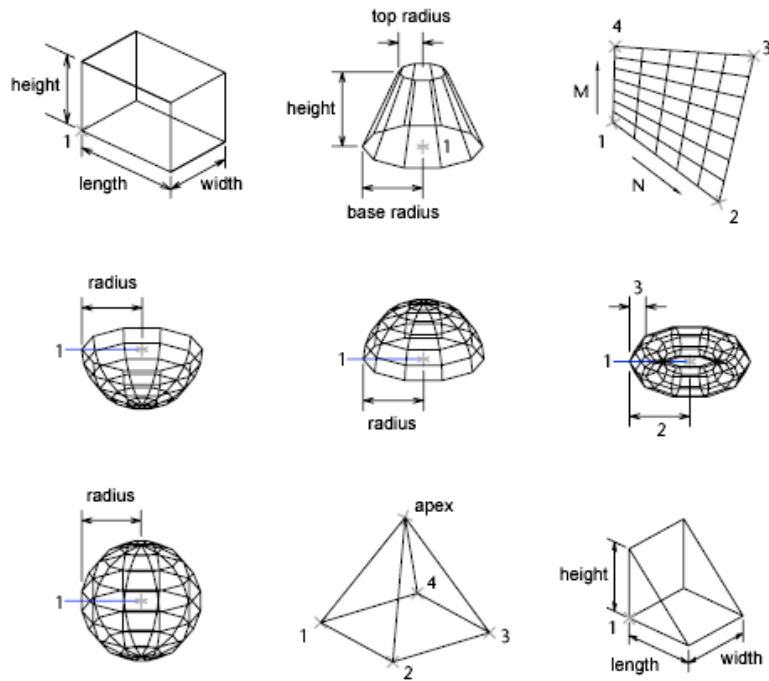 height
1
length
width
top radius
height
1
base radius
4
3
M
1
N
2
radius
1
1
radius
3
1
2
radius
1
apex
4
1
3
2
height
1
length
width